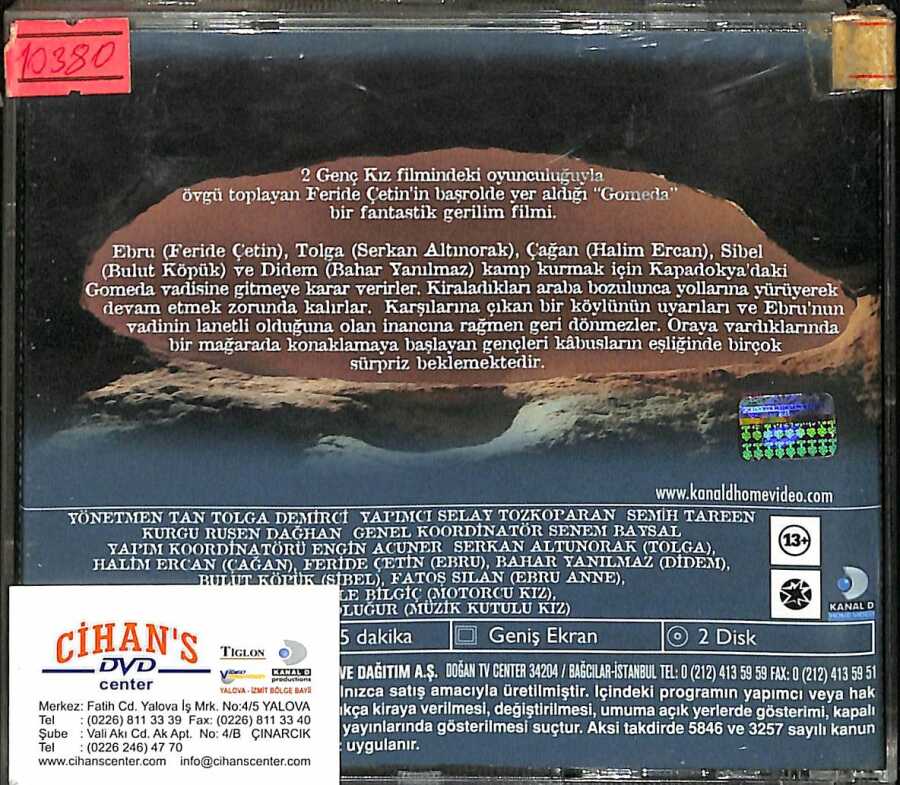 10380
2 Genç Kız filmindeki oyunculuğuyla
övgü toplayan Feride Çetin'in başrolde yer aldığı "Gomeda"
bir fantastik gerilim filmi.
Ebru (Feride Çetin), Tolga (Serkan Altınorak), Çağan (Halim Ercan), Sibel
(Bulut Köpük) ve Didem (Bahar Yanılmaz) kamp kurmak için Kapadokya'daki
Gomeda vadisine gitmeye karar verirler. Kiraladıkları araba bozulunca yollarına yürüyerek
devam etmek zorunda kalırlar. Karşılarına çıkan bir köylünün uyarıları ve Ebru'nun
vadinin lanetli olduğuna olan inancına rağmen geri dönmezler. Oraya vardıklarında
bir mağarada konaklamaya başlayan gençleri kâbusların eşliğinde birçok
sürpriz beklemektedir.
www.kanaldhomevideo.com
YÖNETMEN TAN TOLGA DEMİRCİ YAPIMCI SELAY TOZKOPARAN SEMİH TAREEN
KURGU RUŞEN DAĞHAN GENEL KOORDİNATÖR SENEM BAYSAL
YAPIM KOORDİNATÖRÜ ENGİN ACUNER SERKAN ALTUNORAK (TOLGA),
HALİM ERCAN (ÇAĞAN), FERİDE ÇETİN (EBRU), BAHAR YANILMAZ (DİDEM),
BULUT KÖPÜK (SİBEL), FATOŞ SILAN (EBRU ANNE),
LE BİLGİÇ (MOTORCU KIZ),
OLUĞUR (MÜZİK KUTULU KIZ)
13+
KANAL D
HOME VIDEO
5 dakika
Geniş Ekran
2 Disk
VE DAĞITIM A.Ş. DOĞAN TV CENTER 34204 / BAĞCILAR-İSTANBUL TEL: 0 (212) 413 59 59 FAX: 0 (212) 413 59 51
lnızca satış amacıyla üretilmiştir. İçindeki programın yapımcı veya hak
kça kiraya verilmesi, değiştirilmesi, umuma açık yerlerde gösterimi, kapalı
yayınlarında gösterilmesi suçtur. Aksi takdirde 5846 ve 3257 sayılı kanun
uygulanır.
CİHAN'S
DVD
center
TIGLON
KANAL D
productions
YALOVA - İZMİT BÖLGE BAYİİ
Merkez: Fatih Cd. Yalova İş Mrk. No:4/5 YALOVA
Tel : (0226) 811 33 39 Fax: (0226) 811 33 40
Şube : Vali Akı Cd. Ak Apt. No: 4/B ÇINARCIK
Tel : (0226 246) 47 70
www.cihanscenter.com info@cihanscenter.com